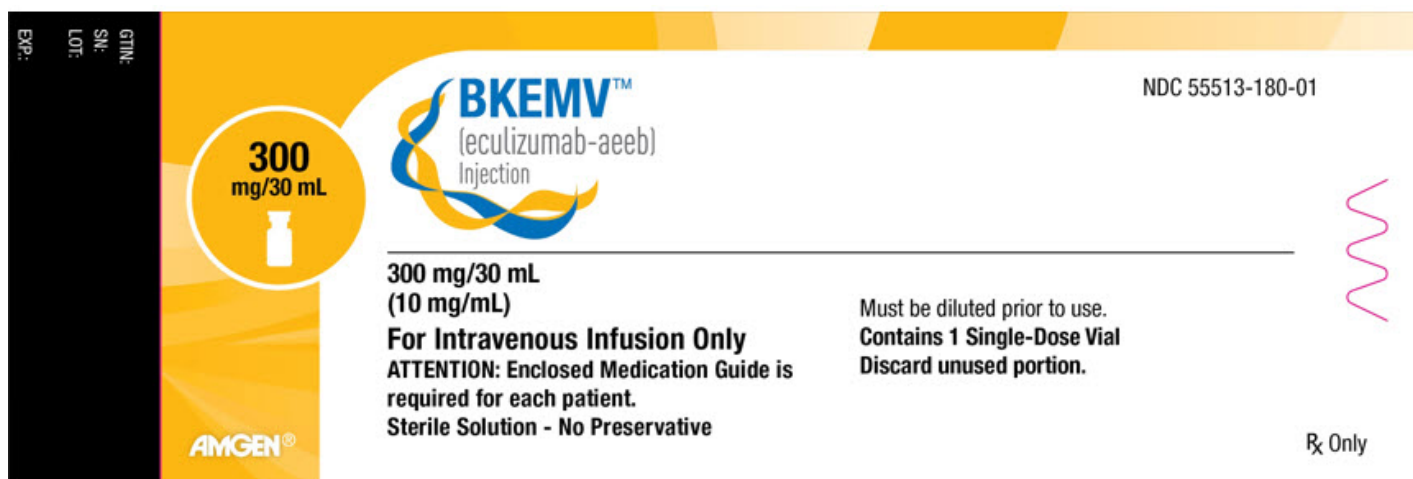 GTIN:
SN:
LOT:
EXP.:
300
mg/30 mL
BKEMV™
(eculizumab-aeeb)
Injection
NDC 55513-180-01
300 mg/30 mL
(10 mg/mL)
For Intravenous Infusion Only
ATTENTION: Enclosed Medication Guide is
required for each patient.
Sterile Solution - No Preservative
Must be diluted prior to use.
Contains 1 Single-Dose Vial
Discard unused portion.
AMGEN®
Rx Only